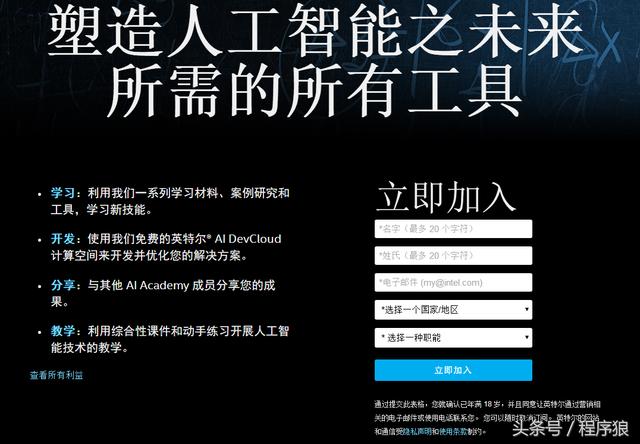 塑造人工智能之未来
所需的所有工具
学习：利用我们一系列学习材料、案例研究和
工具，学习新技能。
开发：使用我们免费的英特尔® AI DevCloud
计算空间来开发并优化您的解决方案。
分享：与其他 AI Academy 成员分享您的成
果。
教学：利用综合性课件和动手练习开展人工智
能技术的教学。
查看所有利益
立即加入
*名字（最多 20 个字符）
*姓氏（最多 20 个字符）
*电子邮件 (my@intel.com)
*选择一个国家/地区
* 选择一种职能
立即加入
通过提交此表格，您就确认已年满 18 岁，并且同意让英特尔通过营销相
关的电子邮件或使用电话联系您。 您可以随时取消订阅。 英特尔的网站
和通信受隐私声明和使用条款制约。
头条号／程序狼